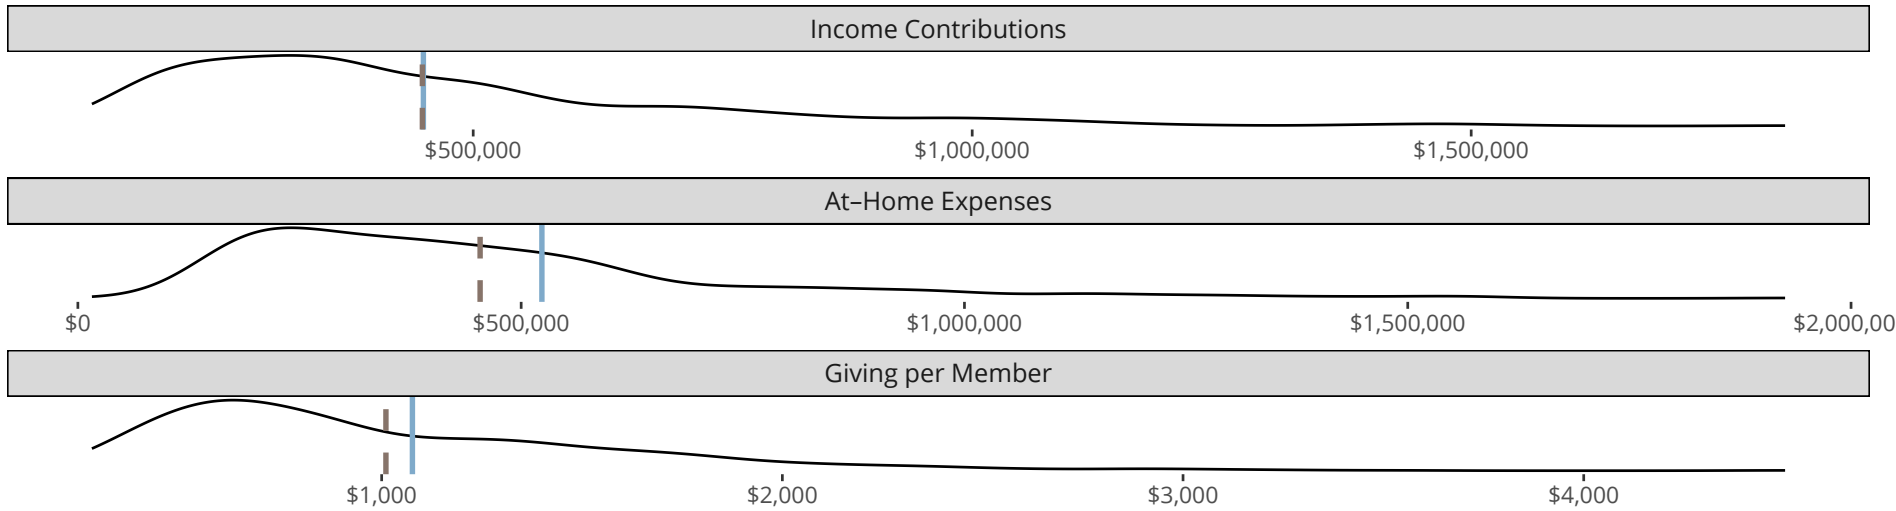 Income Contributions
$500,000 $1,000,000 $1,500,000
At–Home Expenses
$0 $500,000 $1,000,000 $1,500,000 $2,000,00
Giving per Member
$1,000 $2,000 $3,000 $4,000